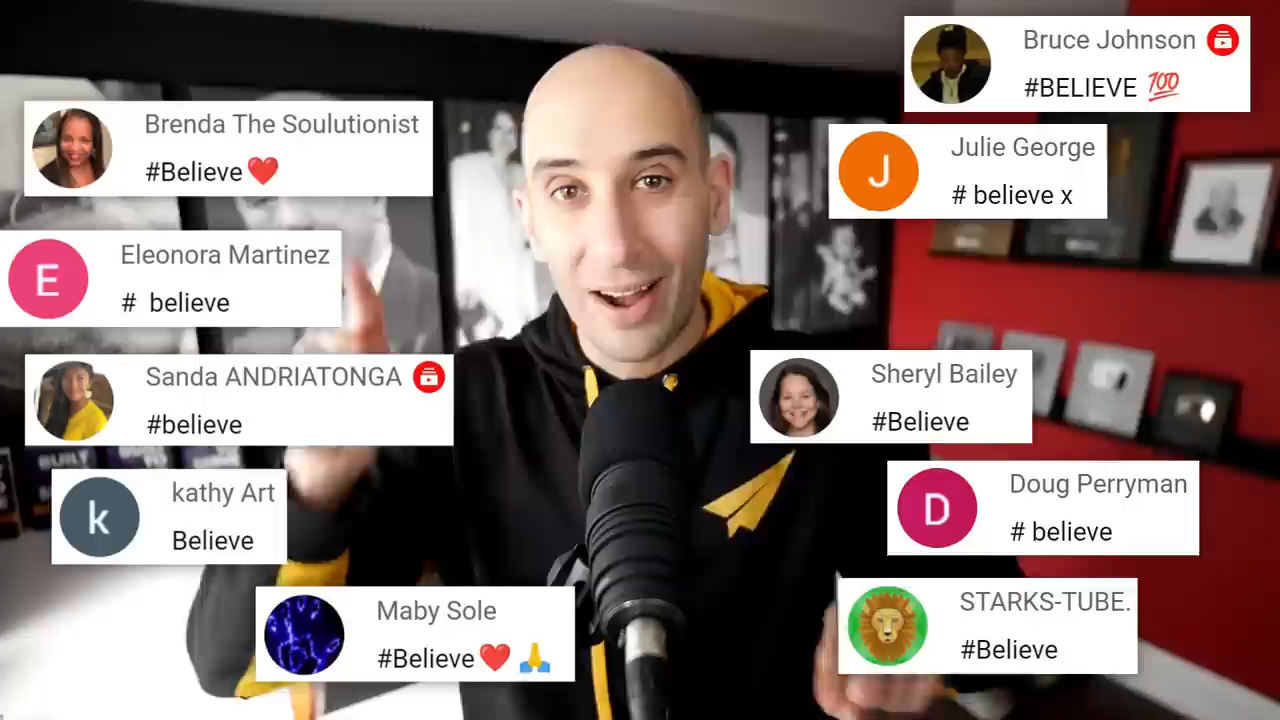 Bruce Johnson
#BELIEVE 💯
Brenda The Soulutionist
#Believe ❤️
Julie George
J
# believe x
Eleonora Martinez
E
# believe
Sanda ANDRIATONGA
#believe
Sheryl Bailey
#Believe
kathy Art
k
Believe
Doug Perryman
D
# believe
Maby Sole
#Believe ❤️ 🙏
STARKS-TUBE.
#Believe
BUILT